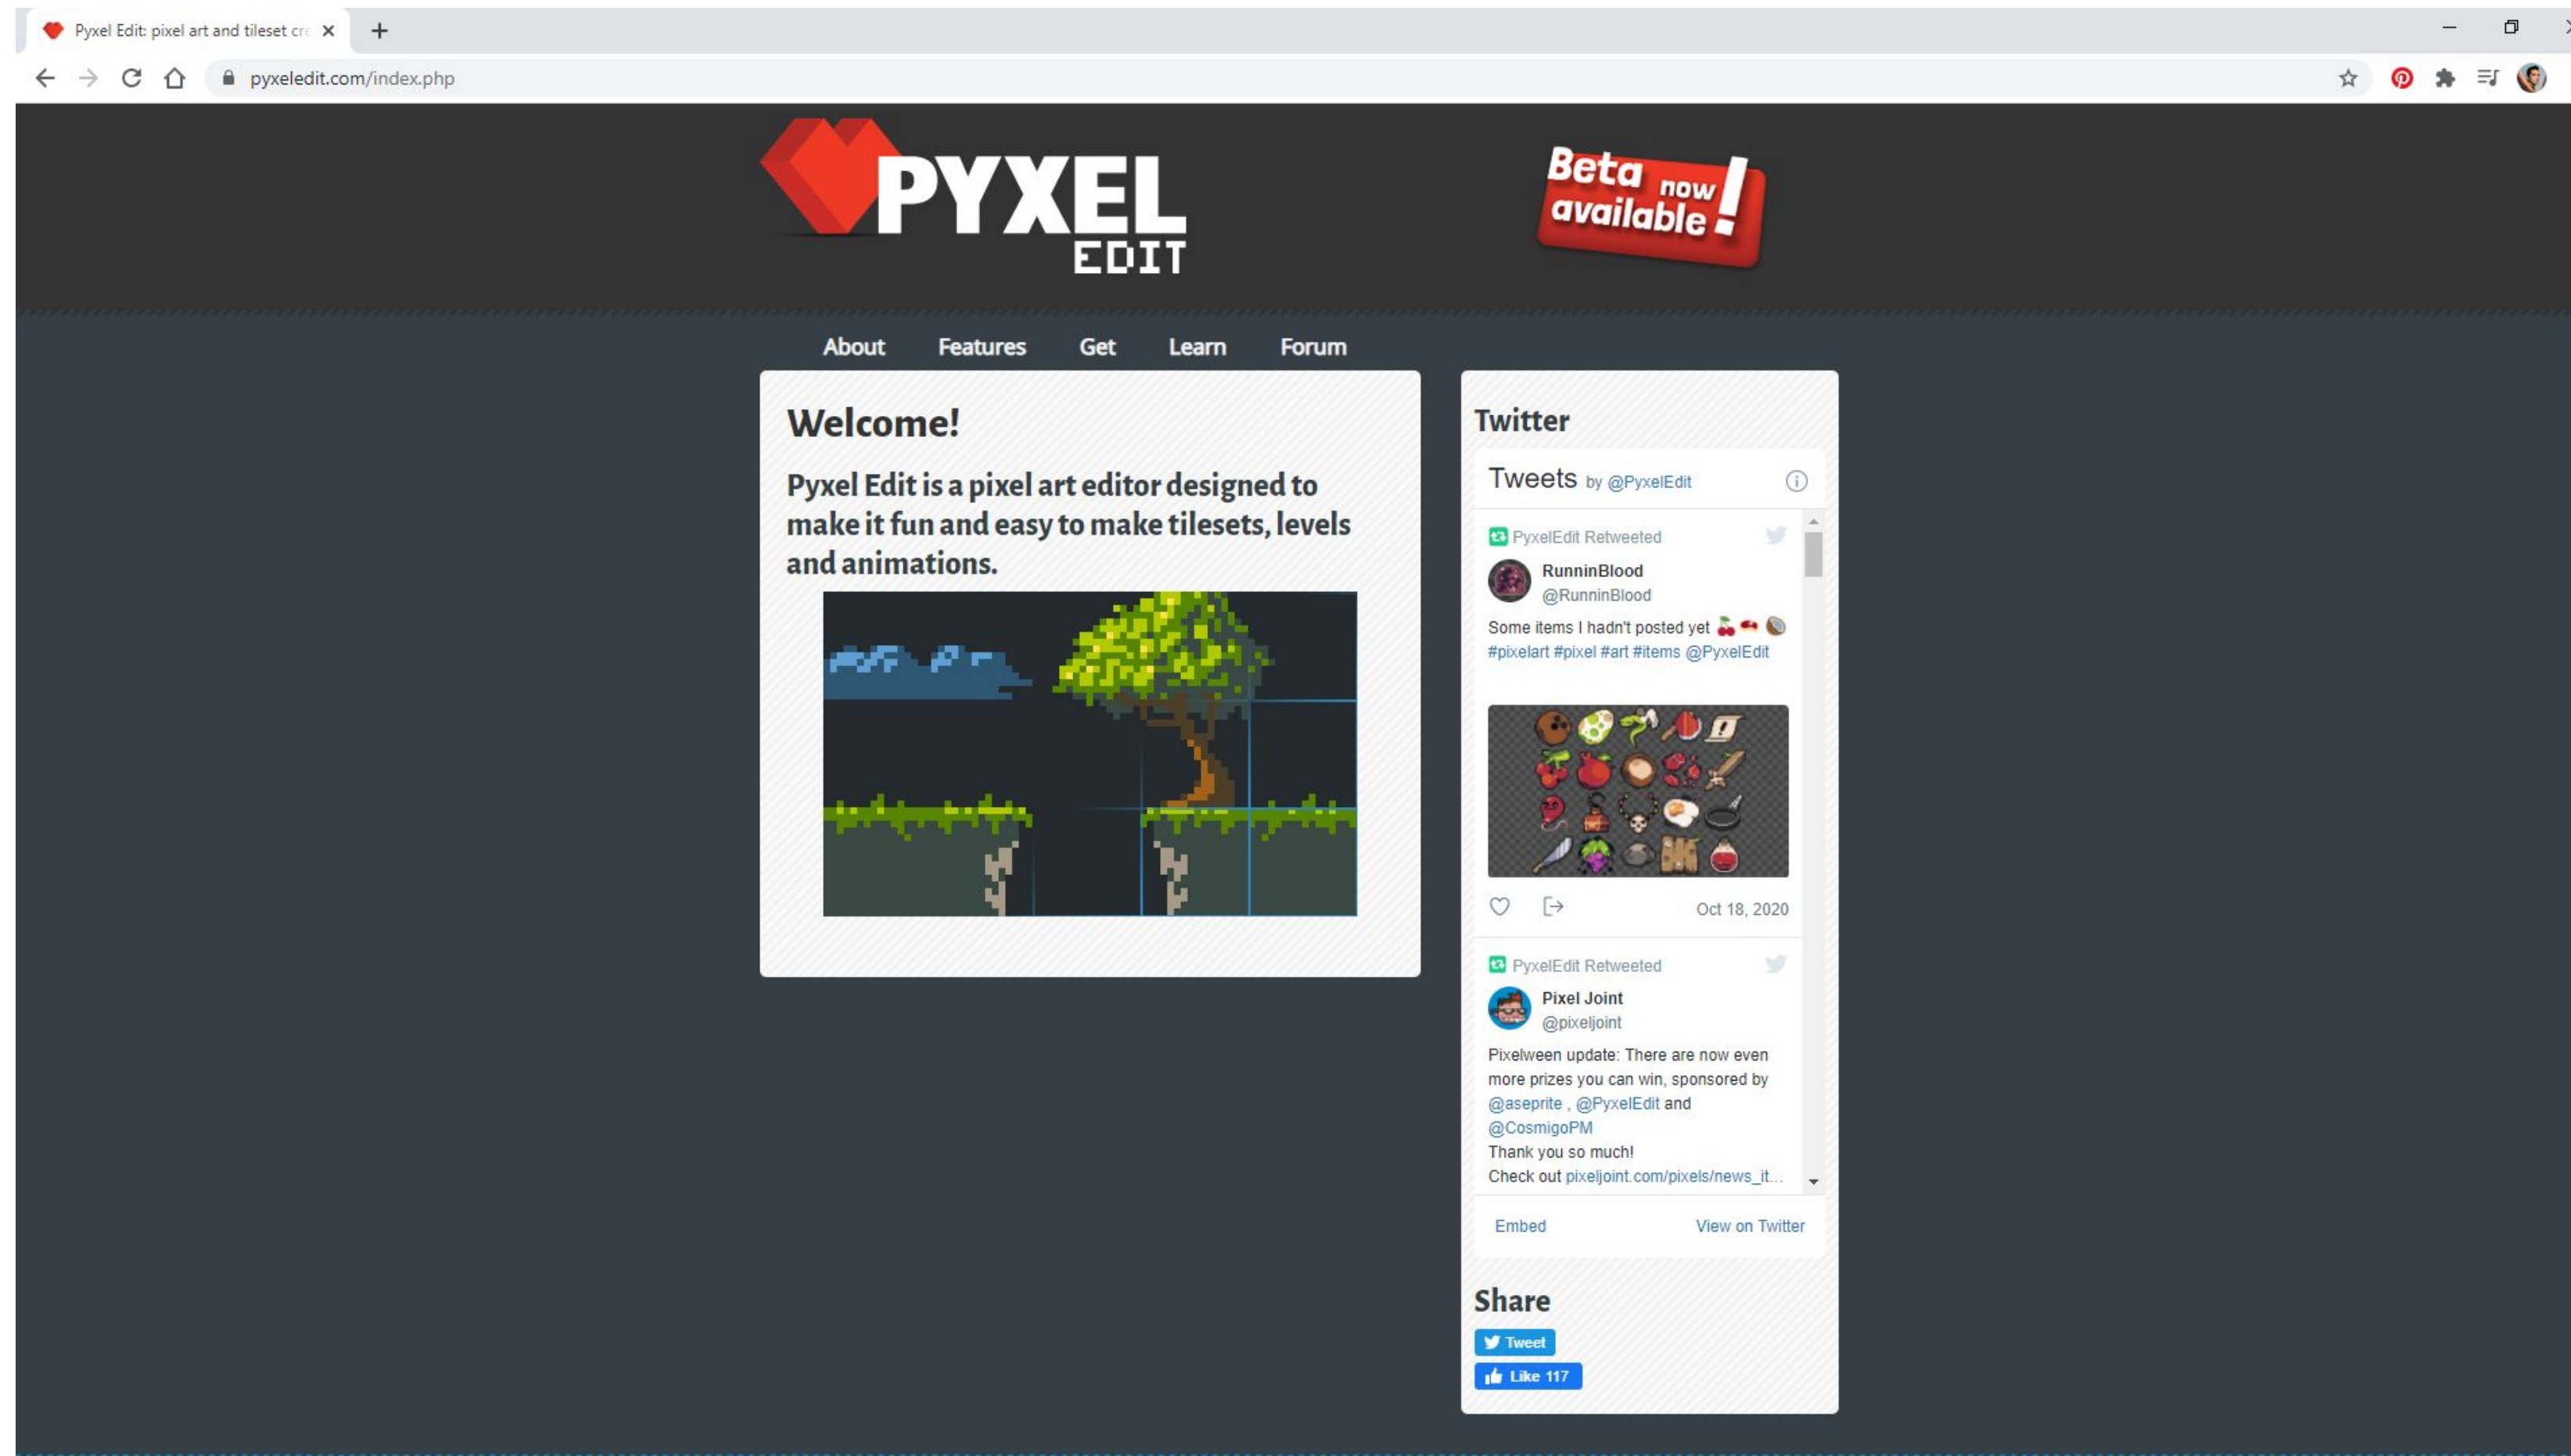 Pyxel Edit: pixel art and tileset cre
pyxeledit.com/index.php
PYXEL
EDIT
Beta now
available!
About Features Get Learn Forum
Welcome!
Pyxel Edit is a pixel art editor designed to
make it fun and easy to make tilesets, levels
and animations.
Twitter
Tweets by @PyxelEdit
PyxelEdit Retweeted
RunninBlood
@RunninBlood
Some items I hadn't posted yet 🍒 🥩 🥥
#pixelart #pixel #art #items @PyxelEdit
Oct 18, 2020
PyxelEdit Retweeted
Pixel Joint
@pixeljoint
Pixelween update: There are now even
more prizes you can win, sponsored by
@aseprite , @PyxelEdit and
@CosmigoPM
Thank you so much!
Check out pixeljoint.com/pixels/news_it…
Embed View on Twitter
Share
Tweet
Like 117